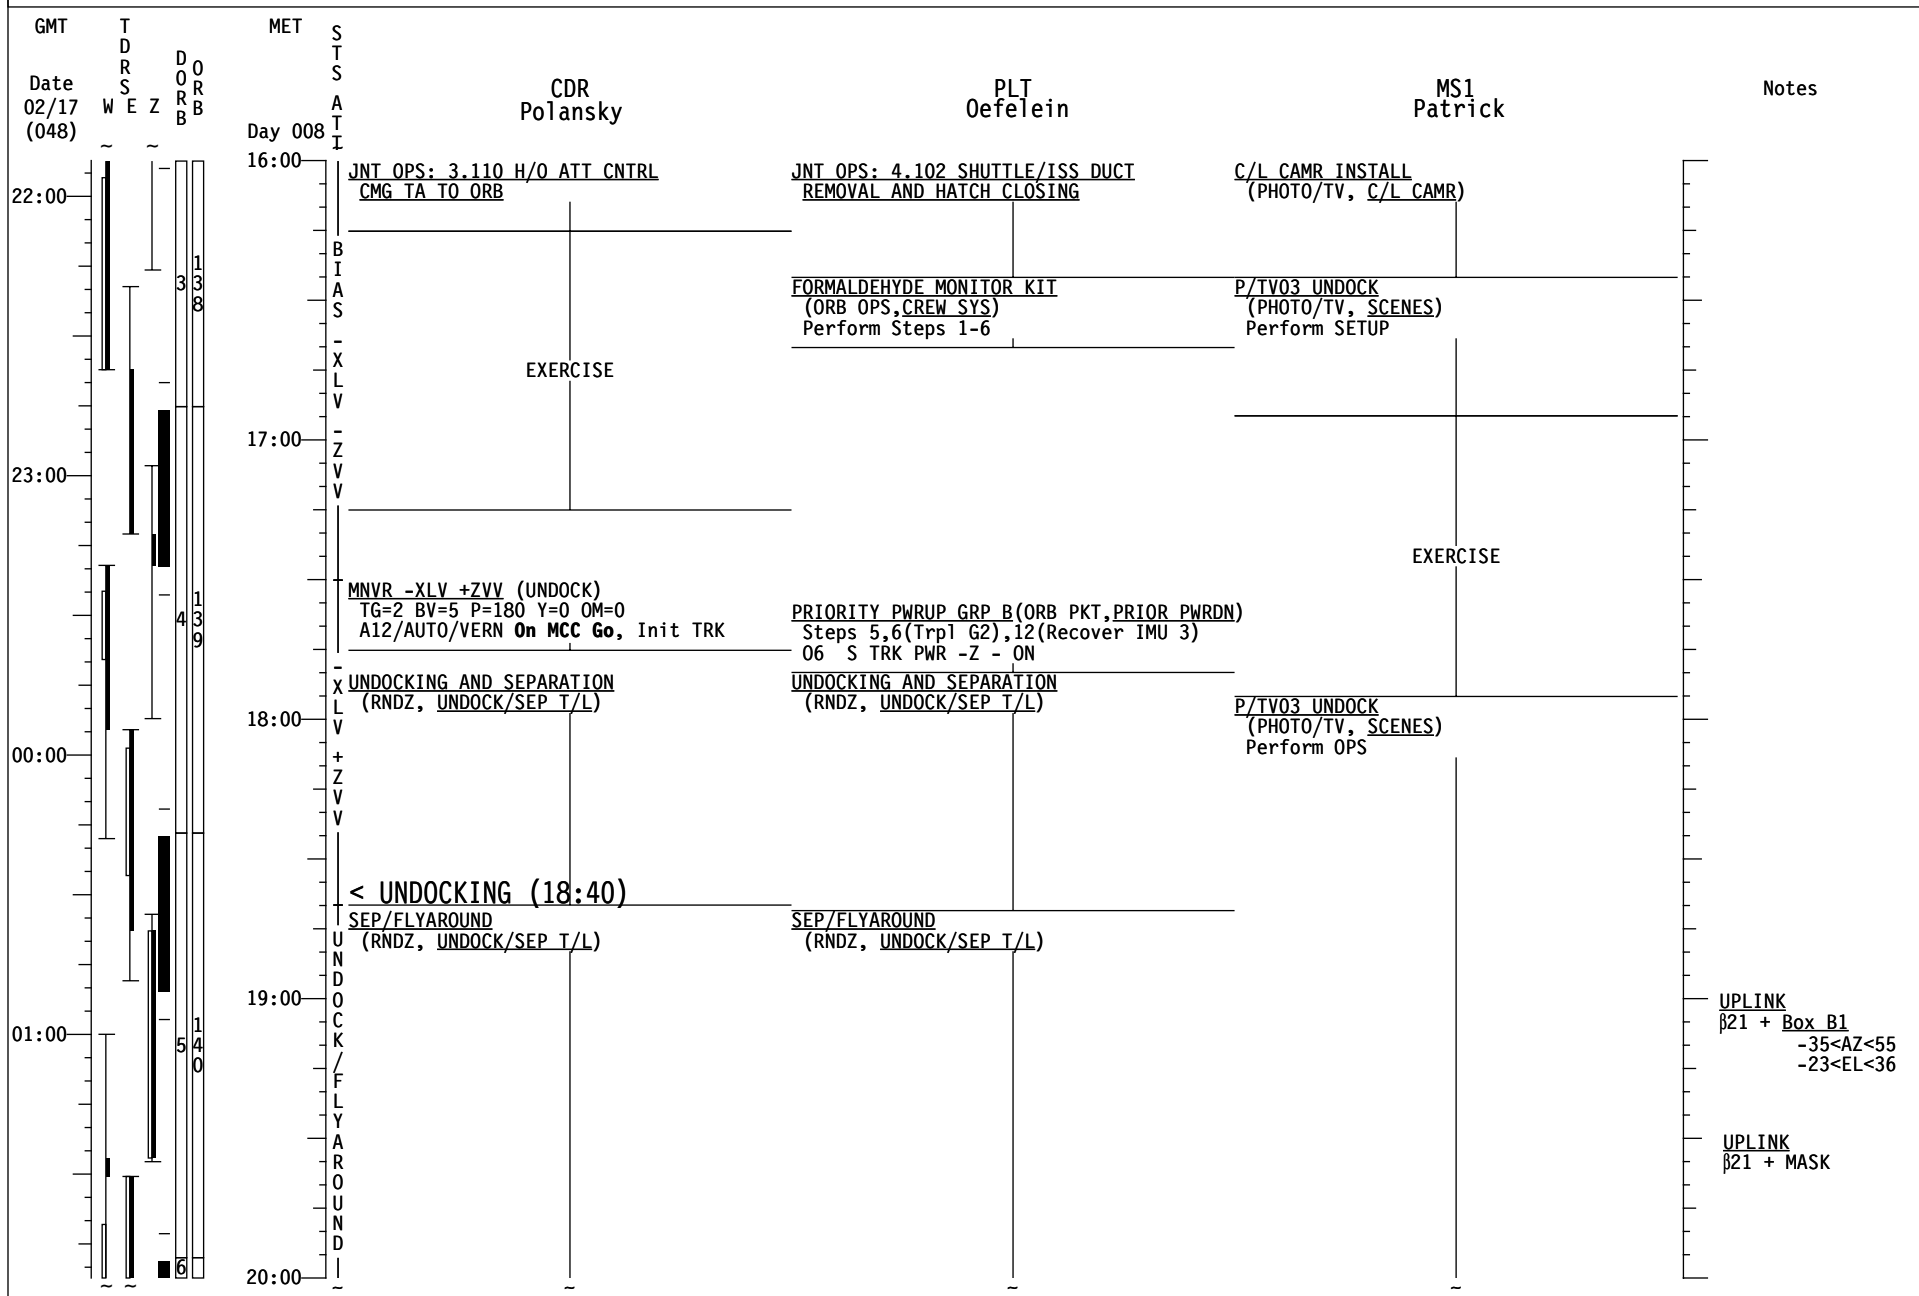 GMT
TDRS
DORB
ORB
MET
STS ATT
Date
02/17
(048)
W E Z
Day 008
CDR
Polansky
PLT
Oefelein
MS1
Patrick
Notes
16:00
JNT OPS: 3.110 H/O ATT CNTRL
CMG TA TO ORB
JNT OPS: 4.102 SHUTTLE/ISS DUCT
REMOVAL AND HATCH CLOSING
C/L CAMR INSTALL
(PHOTO/TV, C/L CAMR)
22:00
BIAS -XLV -ZVV
3
138
FORMALDEHYDE MONITOR KIT
(ORB OPS,CREW SYS)
Perform Steps 1-6
P/TV03 UNDOCK
(PHOTO/TV, SCENES)
Perform SETUP
EXERCISE
17:00
23:00
EXERCISE
4
139
MNVR -XLV +ZVV (UNDOCK)
TG=2 BV=5 P=180 Y=0 OM=0
A12/AUTO/VERN On MCC Go, Init TRK
PRIORITY PWRUP GRP B(ORB PKT,PRIOR PWRDN)
Steps 5,6(Trpl G2),12(Recover IMU 3)
O6 S TRK PWR -Z - ON
-XLV +ZVV
UNDOCKING AND SEPARATION
(RNDZ, UNDOCK/SEP T/L)
UNDOCKING AND SEPARATION
(RNDZ, UNDOCK/SEP T/L)
P/TV03 UNDOCK
(PHOTO/TV, SCENES)
Perform OPS
18:00
00:00
< UNDOCKING (18:40)
SEP/FLYAROUND
(RNDZ, UNDOCK/SEP T/L)
SEP/FLYAROUND
(RNDZ, UNDOCK/SEP T/L)
UNDOCK/FLYAROUND
19:00
01:00
5
140
UPLINK
β21 + Box B1
-35<AZ<55
-23<EL<36
UPLINK
β21 + MASK
6
20:00